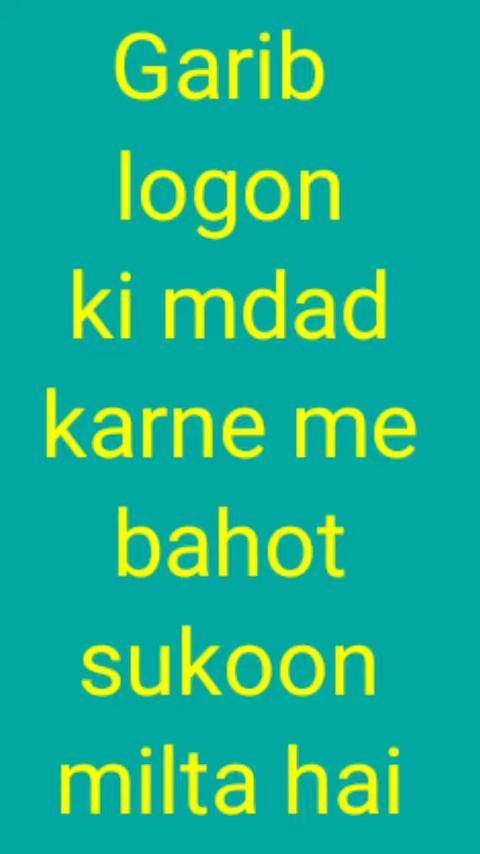 Garib
logon
ki mdad
karne me
bahot
sukoon
milta hai